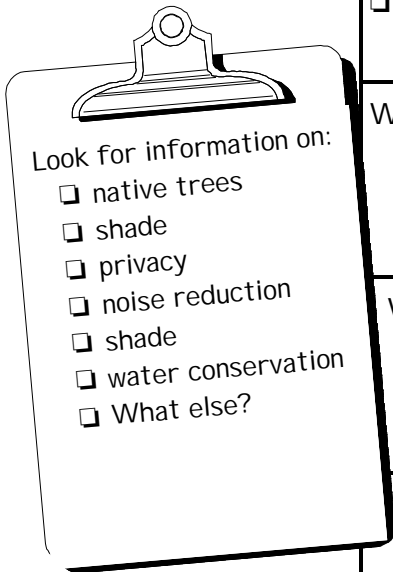 Look for information on:
❏ native trees
❏ shade
❏ privacy
❏ noise reduction
❏ shade
❏ water conservation
❏ What else?